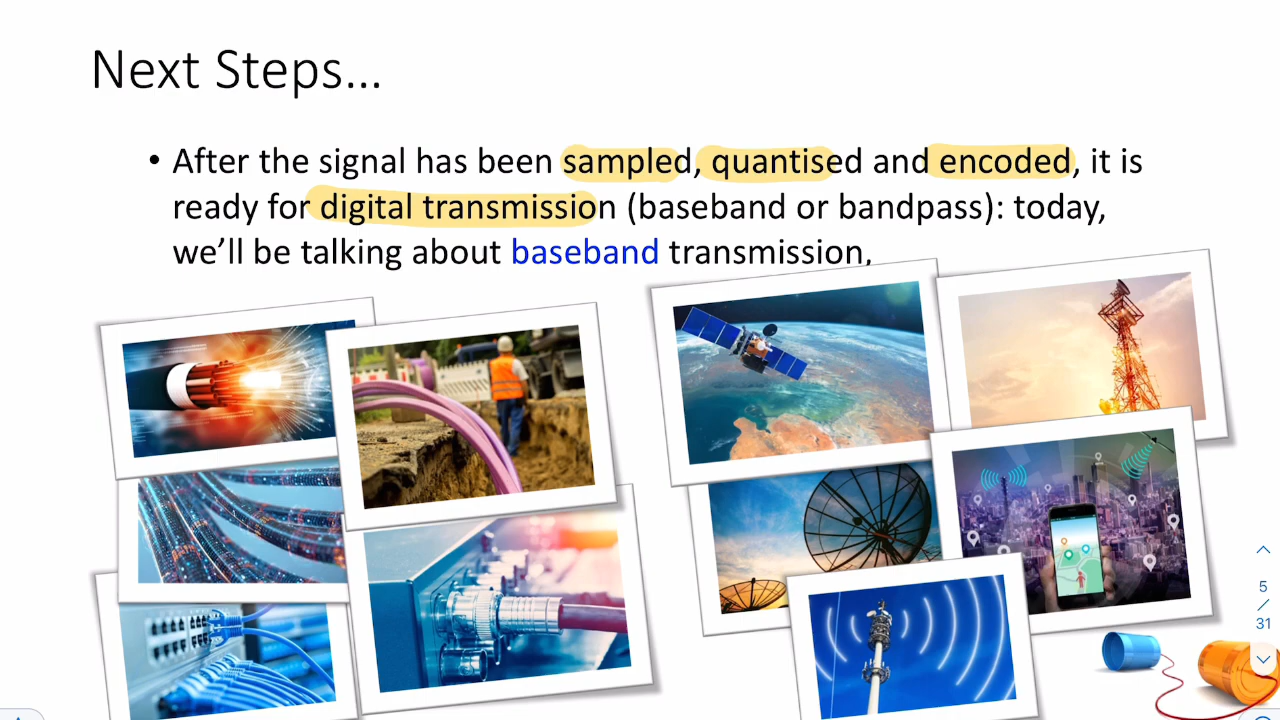 Next Steps...
• After the signal has been sampled, quantised and encoded, it is
ready for digital transmission (baseband or bandpass): today,
we'll be talking about baseband transmission,
5
/
31